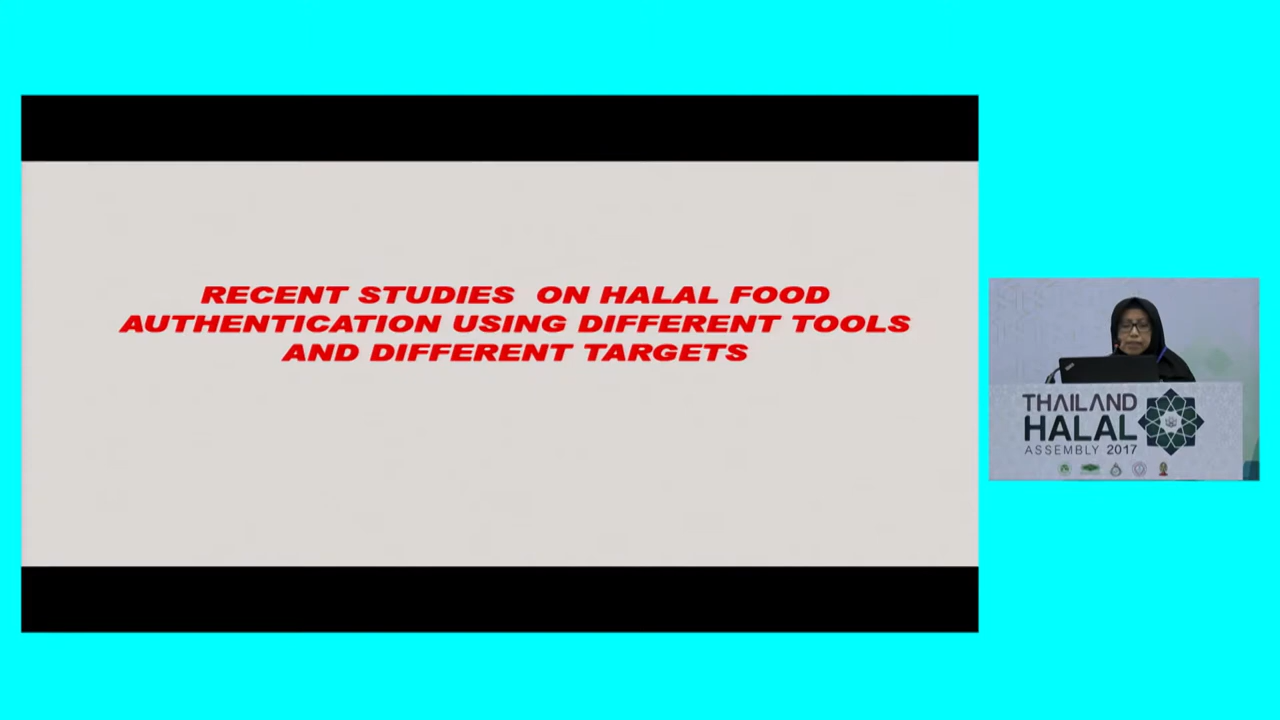 RECENT STUDIES ON HALAL FOOD
AUTHENTICATION USING DIFFERENT TOOLS
AND DIFFERENT TARGETS
THAILAND
HALAL
ASSEMBLY 2017